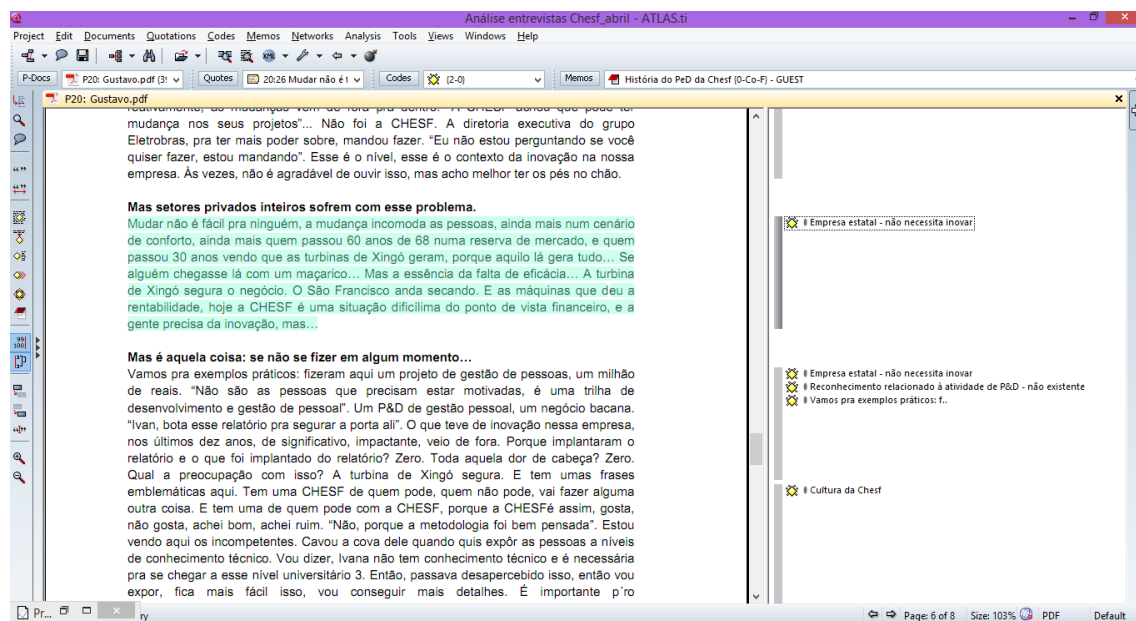 Análise entrevistas Chesf_abril - ATLAS.ti
Project Edit Documents Quotations Codes Memos Networks Analysis Tools Views Windows Help
P-Docs P20: Gustavo.pdf (3! Quotes 20:26 Mudar não é f Codes {2-0} Memos História do PeD da Chesf {0-Co-F} - GUEST
P20: Gustavo.pdf
reativamente, as mudanças vem de fora pra dentro. "A CHESF achou que pode ter
mudança nos seus projetos"... Não foi a CHESF. A diretoria executiva do grupo
Eletrobras, pra ter mais poder sobre, mandou fazer. “Eu não estou perguntando se você
quiser fazer, estou mandando”. Esse é o nível, esse é o contexto da inovação na nossa
empresa. Às vezes, não é agradável de ouvir isso, mas acho melhor ter os pés no chão.
Mas setores privados inteiros sofrem com esse problema.
Mudar não é fácil pra ninguém, a mudança incomoda as pessoas, ainda mais num cenário
de conforto, ainda mais quem passou 60 anos de 68 numa reserva de mercado, e quem
passou 30 anos vendo que as turbinas de Xingó geram, porque aquilo lá gera tudo… Se
alguém chegasse lá com um maçarico… Mas a essência da falta de eficácia… A turbina
de Xingó segura o negócio. O São Francisco anda secando. E as máquinas que deu a
rentabilidade, hoje a CHESF é uma situação dificílima do ponto de vista financeiro, e a
gente precisa da inovação, mas…
Empresa estatal - não necessita inovar
Mas é aquela coisa: se não se fizer em algum momento…
Vamos pra exemplos práticos: fizeram aqui um projeto de gestão de pessoas, um milhão
de reais. “Não são as pessoas que precisam estar motivadas, é uma trilha de
desenvolvimento e gestão de pessoal”. Um P&D de gestão pessoal, um negócio bacana.
“Ivan, bota esse relatório pra segurar a porta ali”. O que teve de inovação nessa empresa,
nos últimos dez anos, de significativo, impactante, veio de fora. Porque implantaram o
relatório e o que foi implantado do relatório? Zero. Toda aquela dor de cabeça? Zero.
Qual a preocupação com isso? A turbina de Xingó segura. E tem umas frases
emblemáticas aqui. Tem uma CHESF de quem pode, quem não pode, vai fazer alguma
outra coisa. E tem uma de quem pode com a CHESF, porque a CHESFé assim, gosta,
não gosta, achei bom, achei ruim. “Não, porque a metodologia foi bem pensada”. Estou
vendo aqui os incompetentes. Cavou a cova dele quando quis expôr as pessoas a níveis
de conhecimento técnico. Vou dizer, Ivana não tem conhecimento técnico e é necessária
pra se chegar a esse nível universitário 3. Então, passava desapercebido isso, então vou
expor, fica mais fácil isso, vou conseguir mais detalhes. É importante p´ro
Empresa estatal - não necessita inovar
Reconhecimento relacionado à atividade de P&D - não existente
Vamos pra exemplos práticos: f..
Cultura da Chesf
Pr... ry Page: 6 of 8 Size: 103% PDF Default